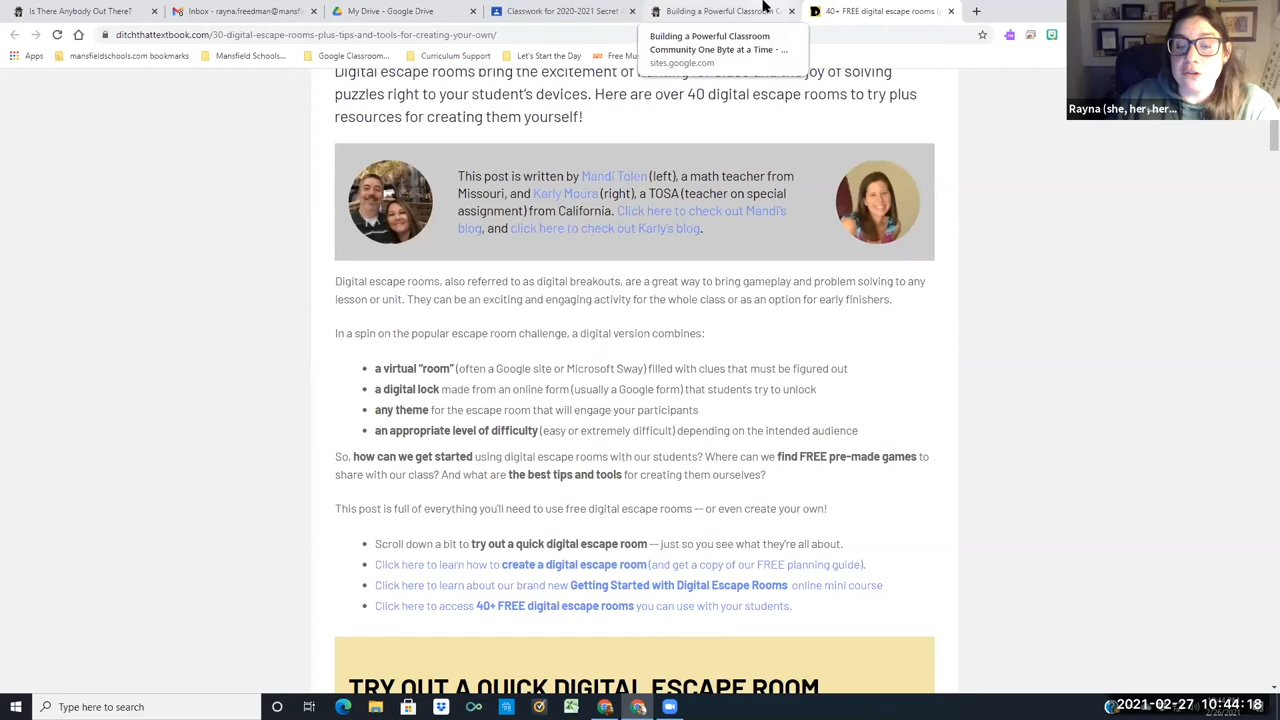 Is There Anybody Out There?
Inbox - rayna.freedman@mansf
My Drive - Google Drive
Classwork for 2020-2021 Secret
Building a Powerful Classroom C
40+ FREE digital escape rooms (
ditchthattextbook.com/30-digital-escape-rooms-plus-tips-and-tools-for-creating-your-own/
Apps
mansfieldschools.com...
Mansfield Schools...
Google Classroom...
Curriculum Support
Let's Start the Day
Free Mu
Building a Powerful Classroom
Community One Byte at a Time - ...
sites.google.com
Rayna (she, her, her...
Digital escape rooms bring the excitement of
of solving
puzzles right to your student's devices. Here are over 40 digital escape rooms to try plus
resources for creating them yourself!
This post is written by Mandi Tolen (left), a math teacher from
Missouri, and Karly Moura (right), a TOSA (teacher on special
assignment) from California. Click here to check out Mandi's
blog, and click here to check out Karly's blog.
Digital escape rooms, also referred to as digital breakouts, are a great way to bring gameplay and problem solving to any
lesson or unit. They can be an exciting and engaging activity for the whole class or as an option for early finishers.
In a spin on the popular escape room challenge, a digital version combines:
• a virtual "room" (often a Google site or Microsoft Sway) filled with clues that must be figured out
• a digital lock made from an online form (usually a Google form) that students try to unlock
• any theme for the escape room that will engage your participants
• an appropriate level of difficulty (easy or extremely difficult) depending on the intended audience
So, how can we get started using digital escape rooms with our students? Where can we find FREE pre-made games to
share with our class? And what are the best tips and tools for creating them ourselves?
This post is full of everything you'll need to use free digital escape rooms -- or even create your own!
• Scroll down a bit to try out a quick digital escape room -- just so you see what they're all about.
• Click here to learn how to create a digital escape room (and get a copy of our FREE planning guide).
• Click here to learn about our brand new Getting Started with Digital Escape Rooms online mini course
• Click here to access 40+ FREE digital escape rooms you can use with your students.
TRY OUT A QUICK DIGITAL ESCAPE ROOM
Type here to search
2021-02-27 10:44:18